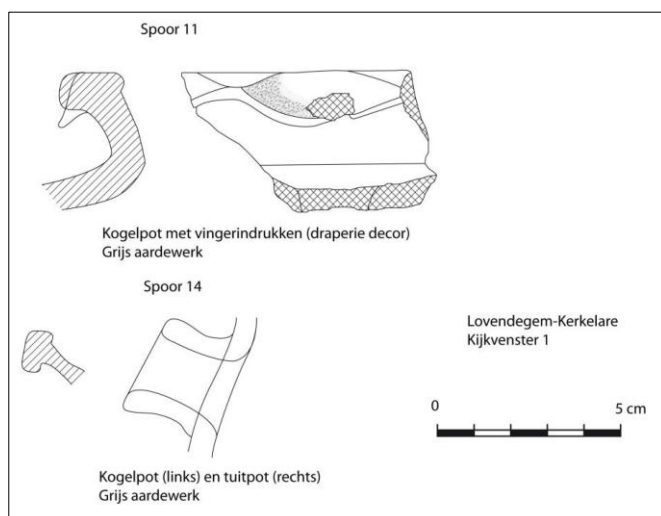 Spoor 11
Kogelpot met vingerindrukken (draperie decor)
Grijs aardewerk
Spoor 14
Lovendegem-Kerkelare
Kijkvenster 1
0 5 cm
Kogelpot (links) en tuitpot (rechts)
Grijs aardewerk